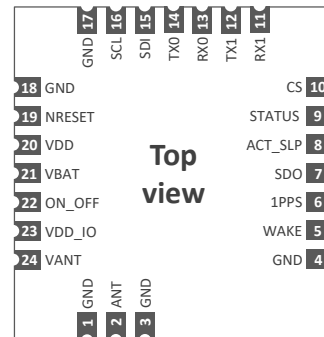 17 16 15 14 13 12 11
GND SCL SDI TX0 RX0 TX1 RX1
18 GND CS 10
19 NRESET STATUS 9
20 VDD ACT_SLP 8
21 VBAT SDO 7
22 ON_OFF 1PPS 6
23 VDD_IO WAKE 5
24 VANT GND 4
Top
view
GND ANT GND
1 2 3